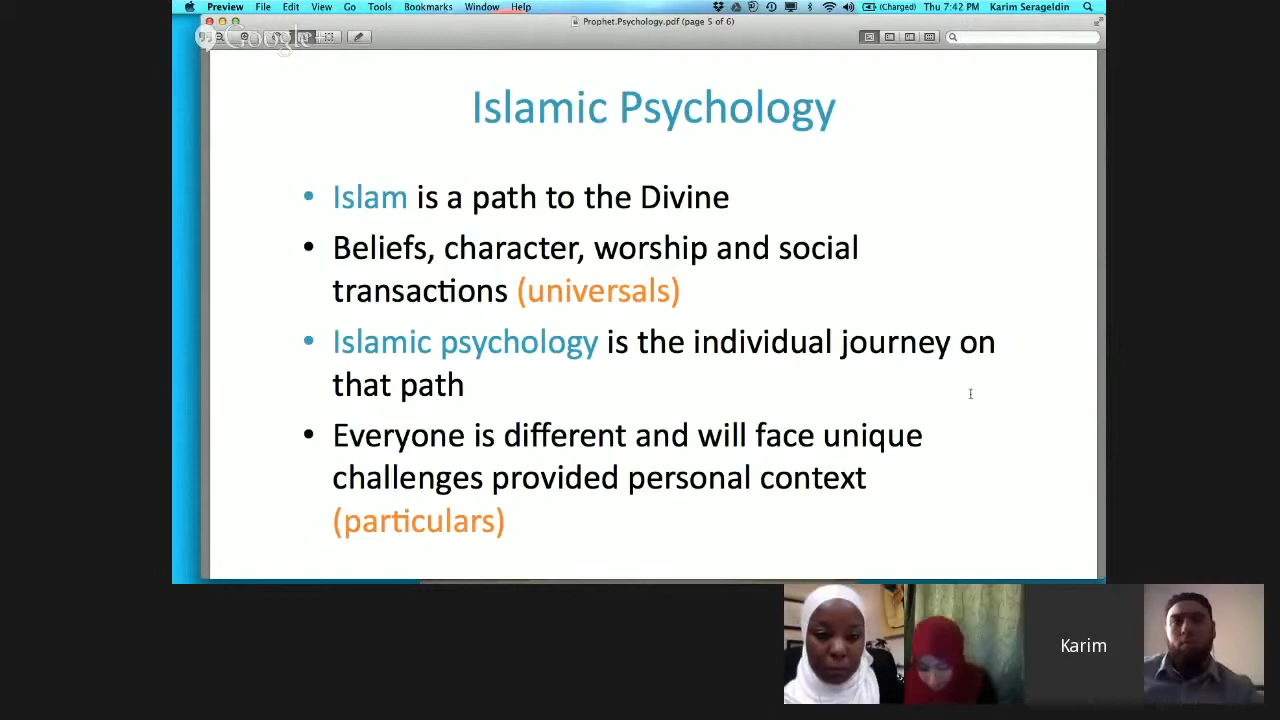 Preview File Edit View Go Tools Bookmarks Window Help (Charged) Thu 7:42 PM Karim Serageldin
Prophet.Psychology.pdf (page 5 of 6)
Google+
Islamic Psychology
• Islam is a path to the Divine
• Beliefs, character, worship and social
transactions (universals)
• Islamic psychology is the individual journey on
that path
• Everyone is different and will face unique
challenges provided personal context
(particulars)
Karim